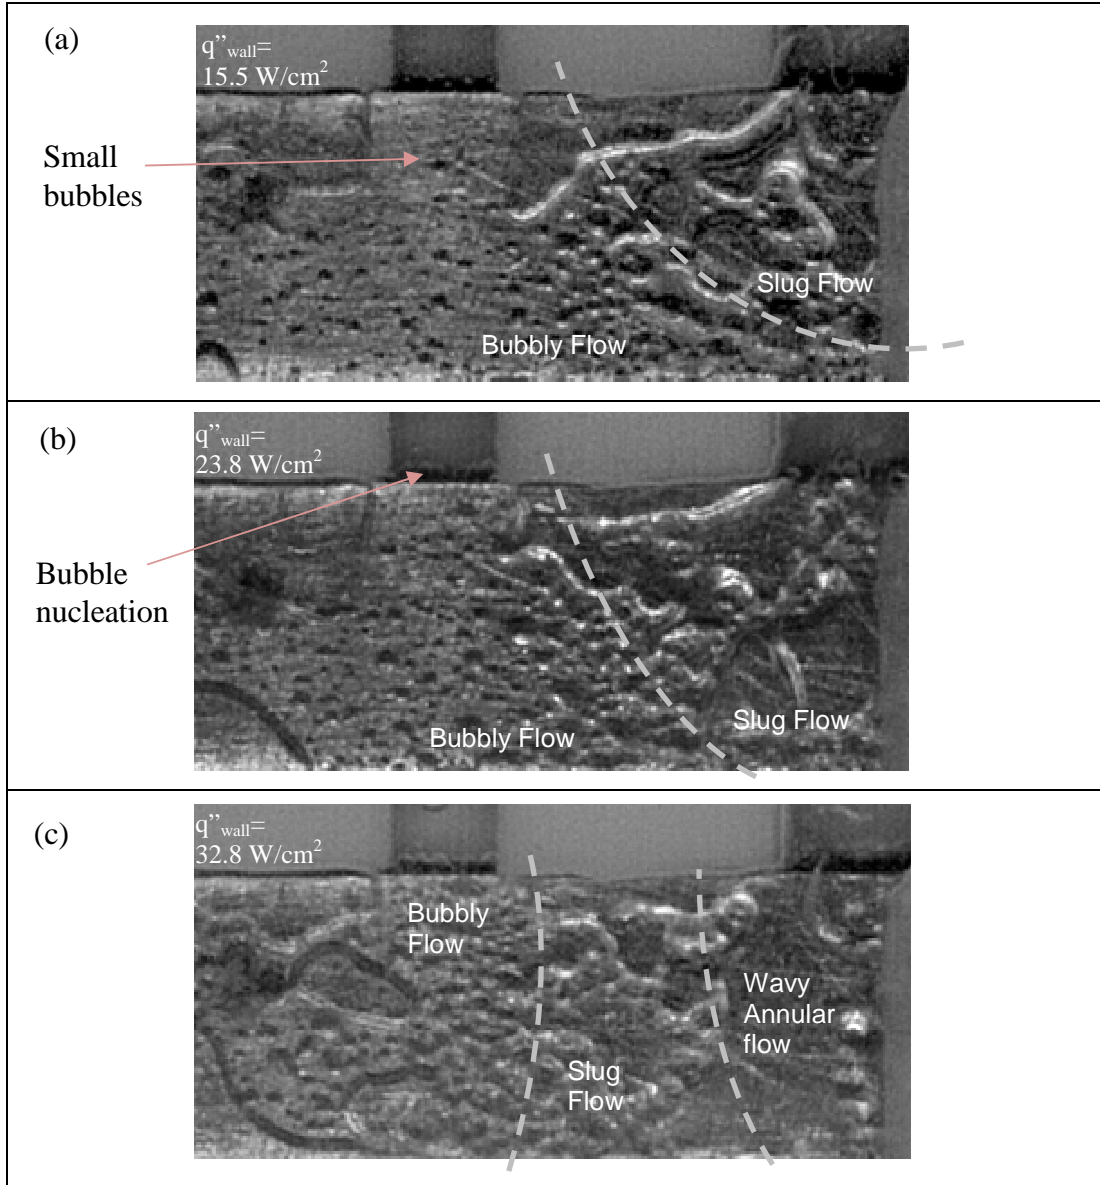 (a)
q”wall=
15.5 W/cm2
Small
bubbles
Slug Flow
Bubbly Flow
(b)
q”wall=
23.8 W/cm2
Bubble
nucleation
Slug Flow
Bubbly Flow
(c)
q”wall=
32.8 W/cm2
Bubbly
Flow
Wavy
Annular
flow
Slug
Flow